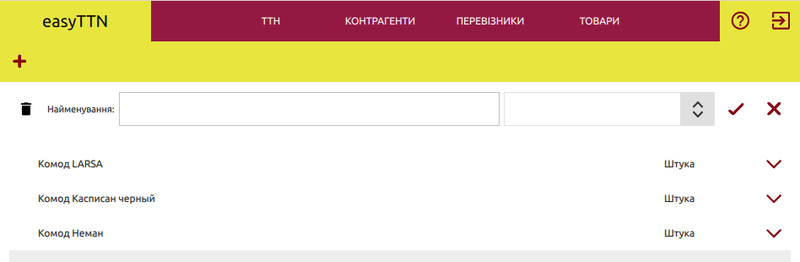 easyTTN ТТН КОНТРАГЕНТИ ПЕРЕВІЗНИКИ ТОВАРИ
Найменування:
Комод LARSA Штука
Комод Касписан черный Штука
Комод Неман Штука